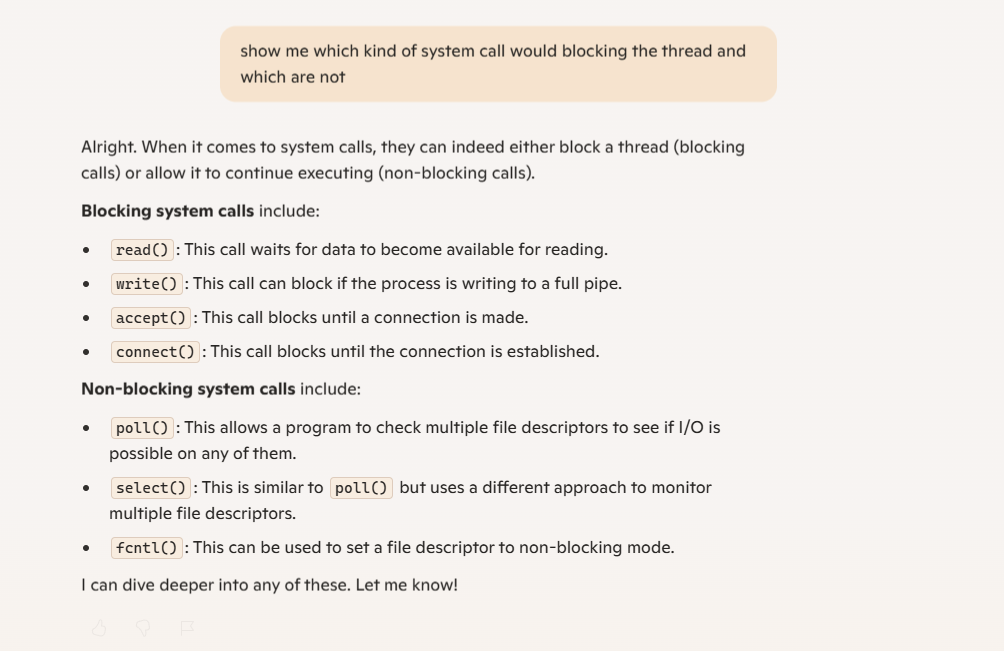 show me which kind of system call would blocking the thread and
which are not
Alright. When it comes to system calls, they can indeed either block a thread (blocking
calls) or allow it to continue executing (non-blocking calls).
Blocking system calls include:
• read(): This call waits for data to become available for reading.
• write(): This call can block if the process is writing to a full pipe.
• accept(): This call blocks until a connection is made.
• connect(): This call blocks until the connection is established.
Non-blocking system calls include:
• poll(): This allows a program to check multiple file descriptors to see if I/O is
possible on any of them.
• select(): This is similar to poll() but uses a different approach to monitor
multiple file descriptors.
• fcntl(): This can be used to set a file descriptor to non-blocking mode.
I can dive deeper into any of these. Let me know!